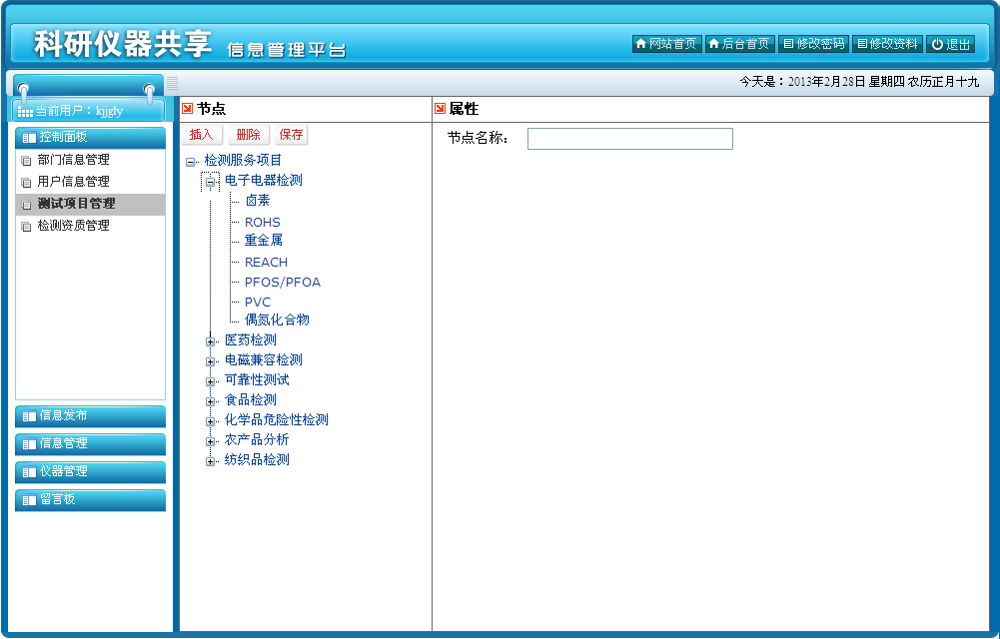 科研仪器共享 信息管理平台
网站首页 后台首页 修改密码 修改资料 退出
今天是：2013年2月28日 星期四 农历正月十九
当前用户：kjjgly
控制面板
部门信息管理
用户信息管理
测试项目管理
检测资质管理
信息发布
信息管理
仪器管理
留言板
节点
插入 删除 保存
检测服务项目
电子电器检测
卤素
ROHS
重金属
REACH
PFOS/PFOA
PVC
偶氮化合物
医药检测
电磁兼容检测
可靠性测试
食品检测
化学品危险性检测
农产品分析
纺织品检测
属性
节点名称：